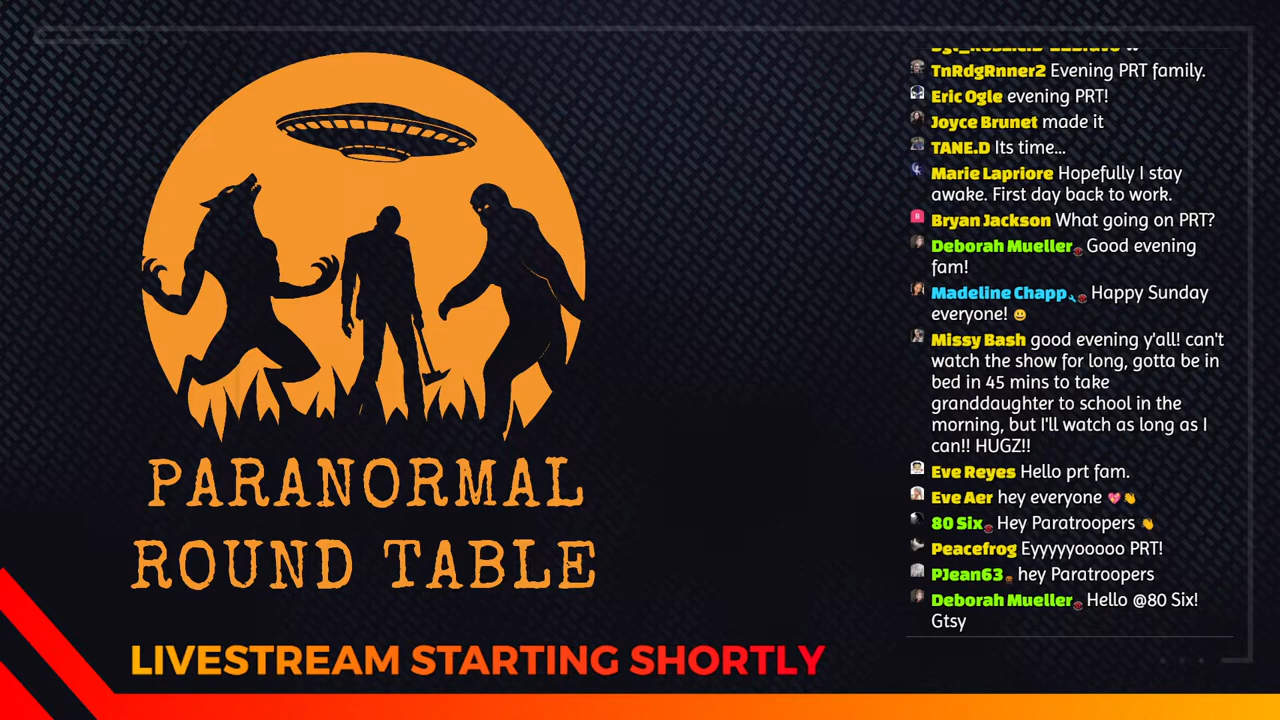 PARANORMAL
ROUND TABLE
LIVESTREAM STARTING SHORTLY
TnRdgRnner2 Evening PRT family.
Eric Ogle evening PRT!
Joyce Brunet made it
TANE.D Its time...
Marie Lapriore Hopefully I stay
awake. First day back to work.
Bryan Jackson What going on PRT?
Deborah Mueller Good evening
fam!
Madeline Chapp Happy Sunday
everyone! 😀
Missy Bash good evening y'all! can't
watch the show for long, gotta be in
bed in 45 mins to take
granddaughter to school in the
morning, but I'll watch as long as I
can!! HUGZ!!
Eve Reyes Hello prt fam.
Eve Aer hey everyone 💖👋
80 Six Hey Paratroopers 👋
Peacefrog Eyyyyyooooo PRT!
PJean63 hey Paratroopers
Deborah Mueller Hello @80 Six!
Gtsy